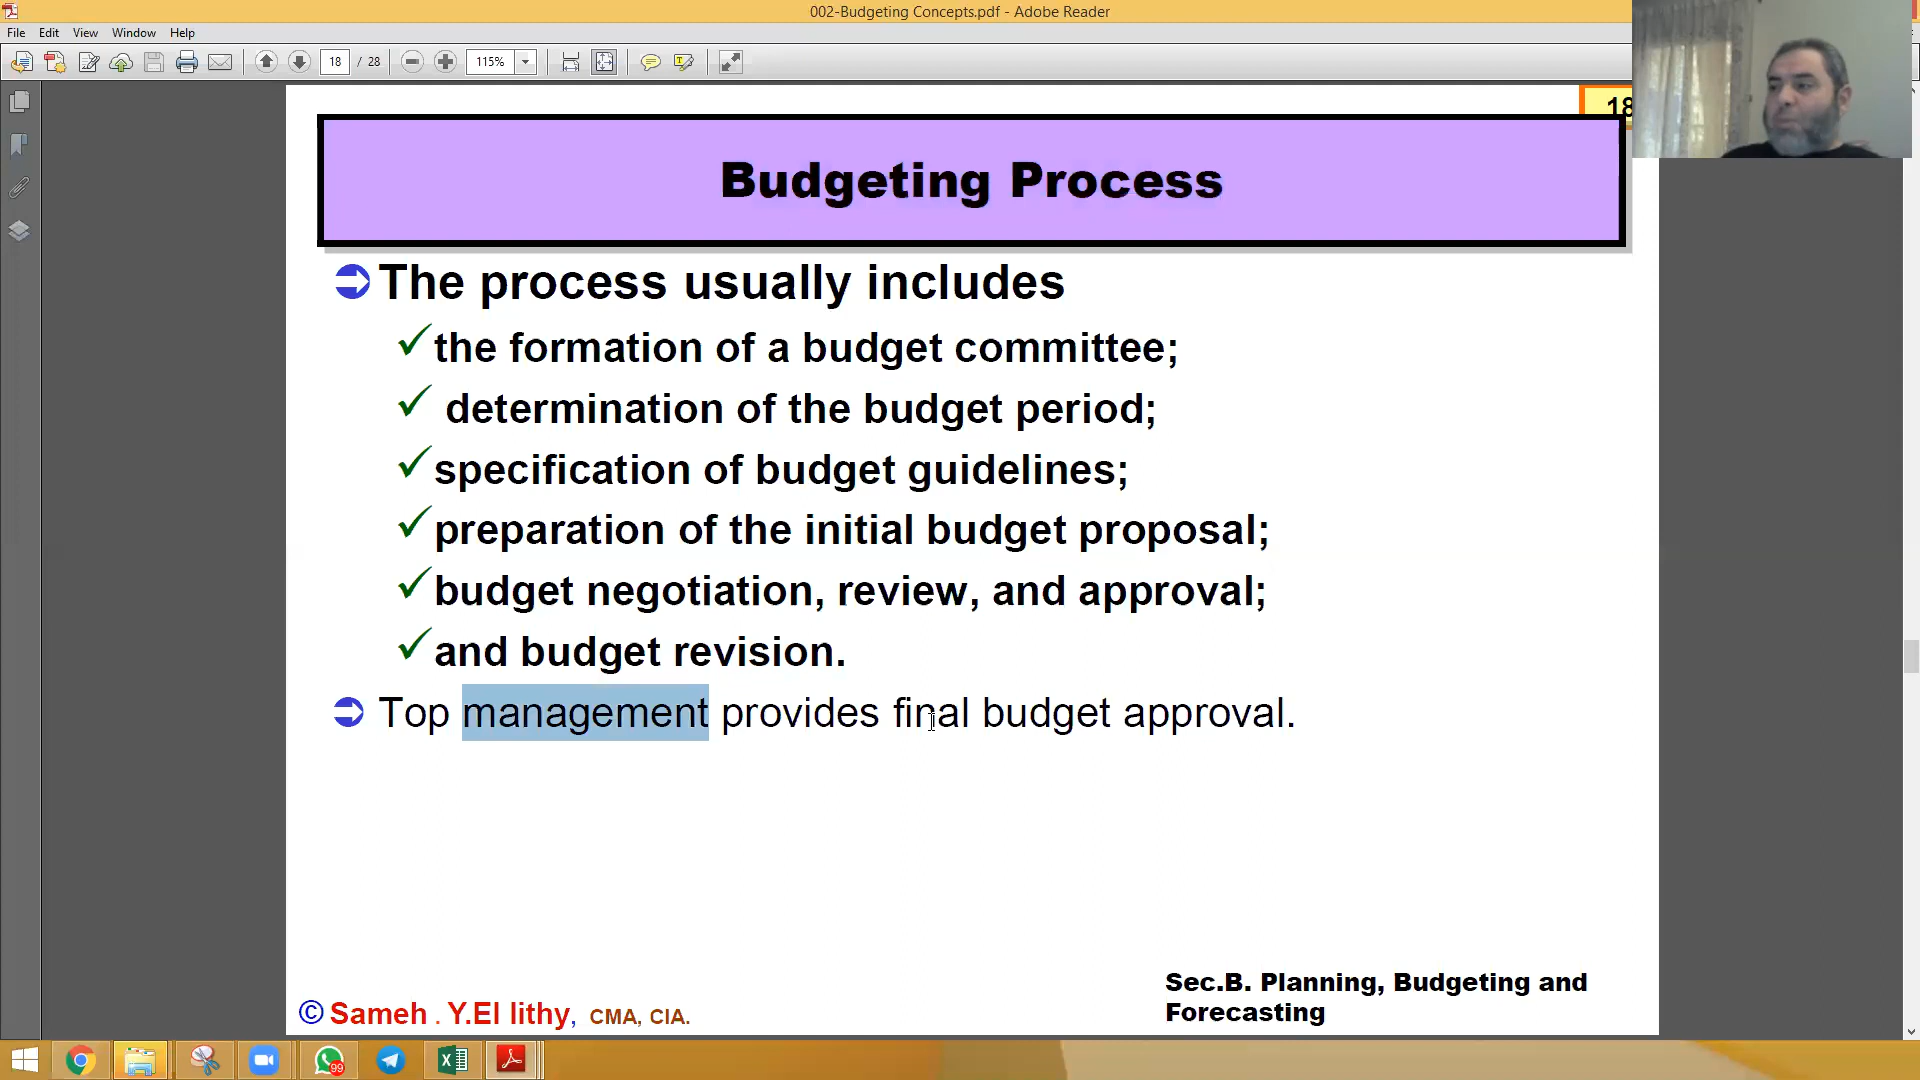 002-Budgeting Concepts.pdf - Adobe Reader
File Edit View Window Help
18 / 28 115%
18
Budgeting Process
The process usually includes
the formation of a budget committee;
determination of the budget period;
specification of budget guidelines;
preparation of the initial budget proposal;
budget negotiation, review, and approval;
and budget revision.
Top management provides final budget approval.
Sec.B. Planning, Budgeting and
Forecasting
© Sameh . Y.El lithy, CMA, CIA.
99